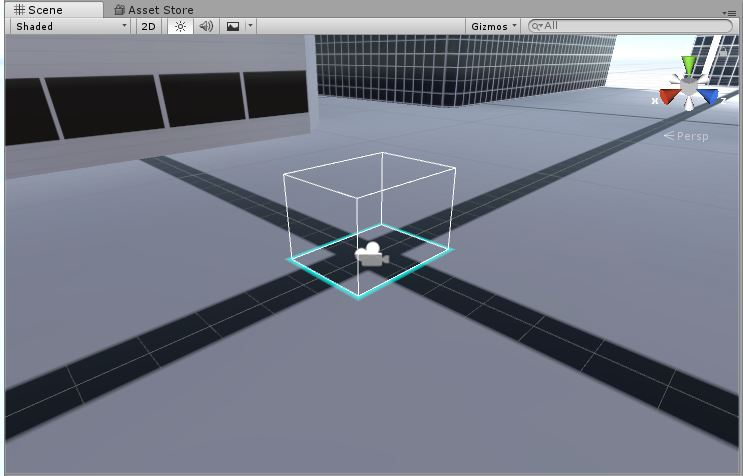 Scene
Asset Store
Shaded
2D
Gizmos
All
x
z
Persp